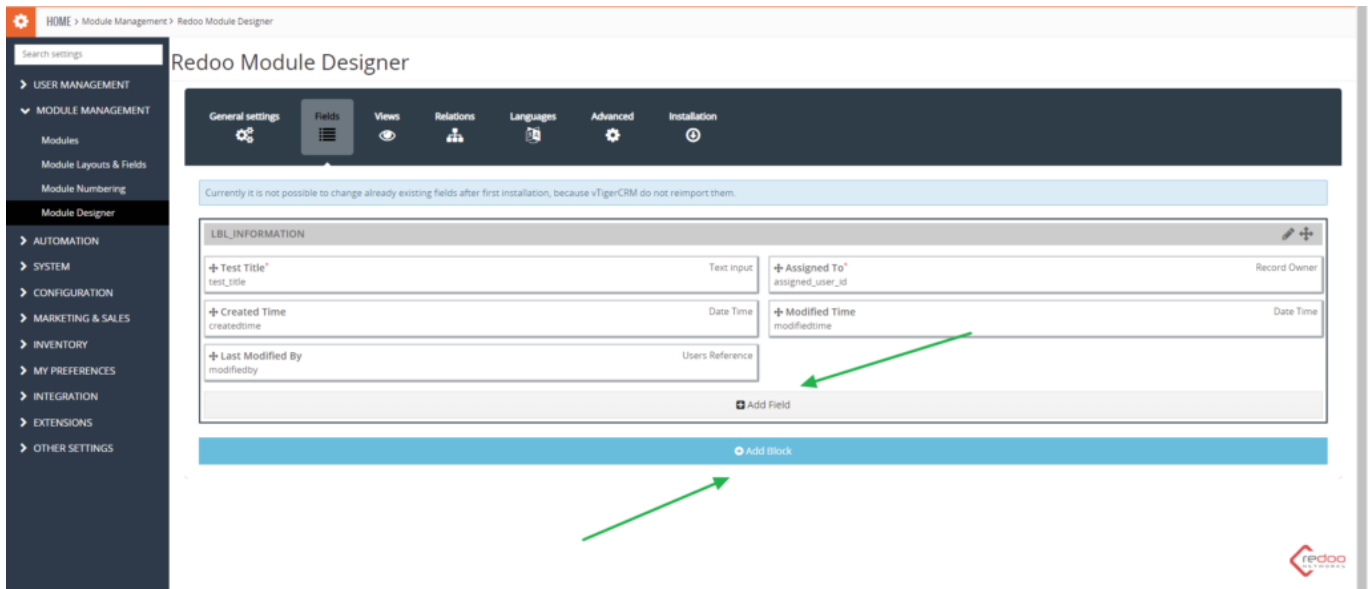 HOME > Module Management > Redoo Module Designer
Search settings
USER MANAGEMENT
MODULE MANAGEMENT
Modules
Module Layouts & Fields
Module Numbering
Module Designer
AUTOMATION
SYSTEM
CONFIGURATION
MARKETING & SALES
INVENTORY
MY PREFERENCES
INTEGRATION
EXTENSIONS
OTHER SETTINGS
Redoo Module Designer
General settings Fields Views Relations Languages Advanced Installation
Currently it is not possible to change already existing fields after first installation, because vTigerCRM do not reimport them.
LBL_INFORMATION
Test Title* Text input
test_title
Assigned To* Record Owner
assigned_user_id
Created Time Date Time
createdtime
Modified Time Date Time
modifiedtime
Last Modified By Users Reference
modifiedby
Add Field
Add Block
redoo
NETWORKS